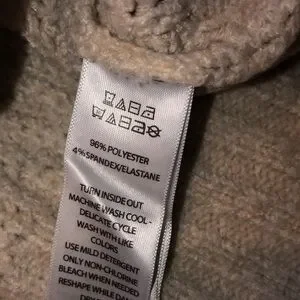 96% POLYESTER
4% SPANDEX/ELASTANE
TURN INSIDE OUT
MACHINE WASH COOL-
DELICATE CYCLE
WASH WITH LIKE
COLORS
USE MILD DETERGENT
ONLY NON-CHLORINE
BLEACH WHEN NEEDED
RESHAPE WHILE